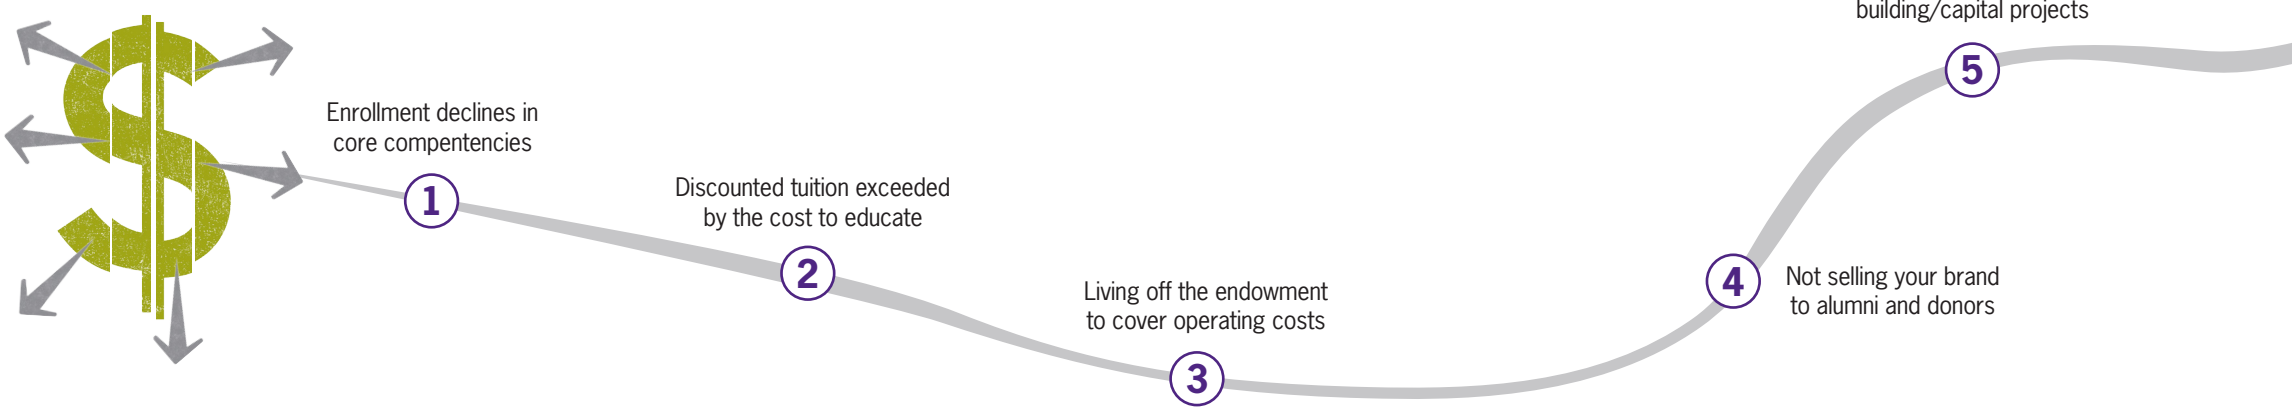 Enrollment declines in
core compentencies
1
Discounted tuition exceeded
by the cost to educate
2
Living off the endowment
to cover operating costs
3
4
Not selling your brand
to alumni and donors
building/capital projects
5